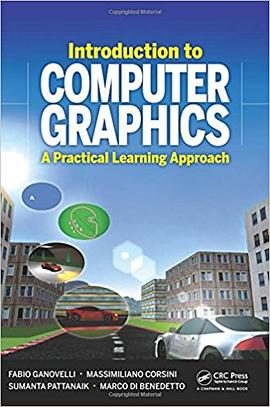 Introduction to
COMPUTER
GRAPHICS
A Practical Learning Approach
FABIO GANOVELLI • MASSIMILIANO CORSINI
SUMANTA PATTANAIK • MARCO DI BENEDETTO
CRC Press
Taylor & Francis Group
A CHAPMAN & HALL BOOK